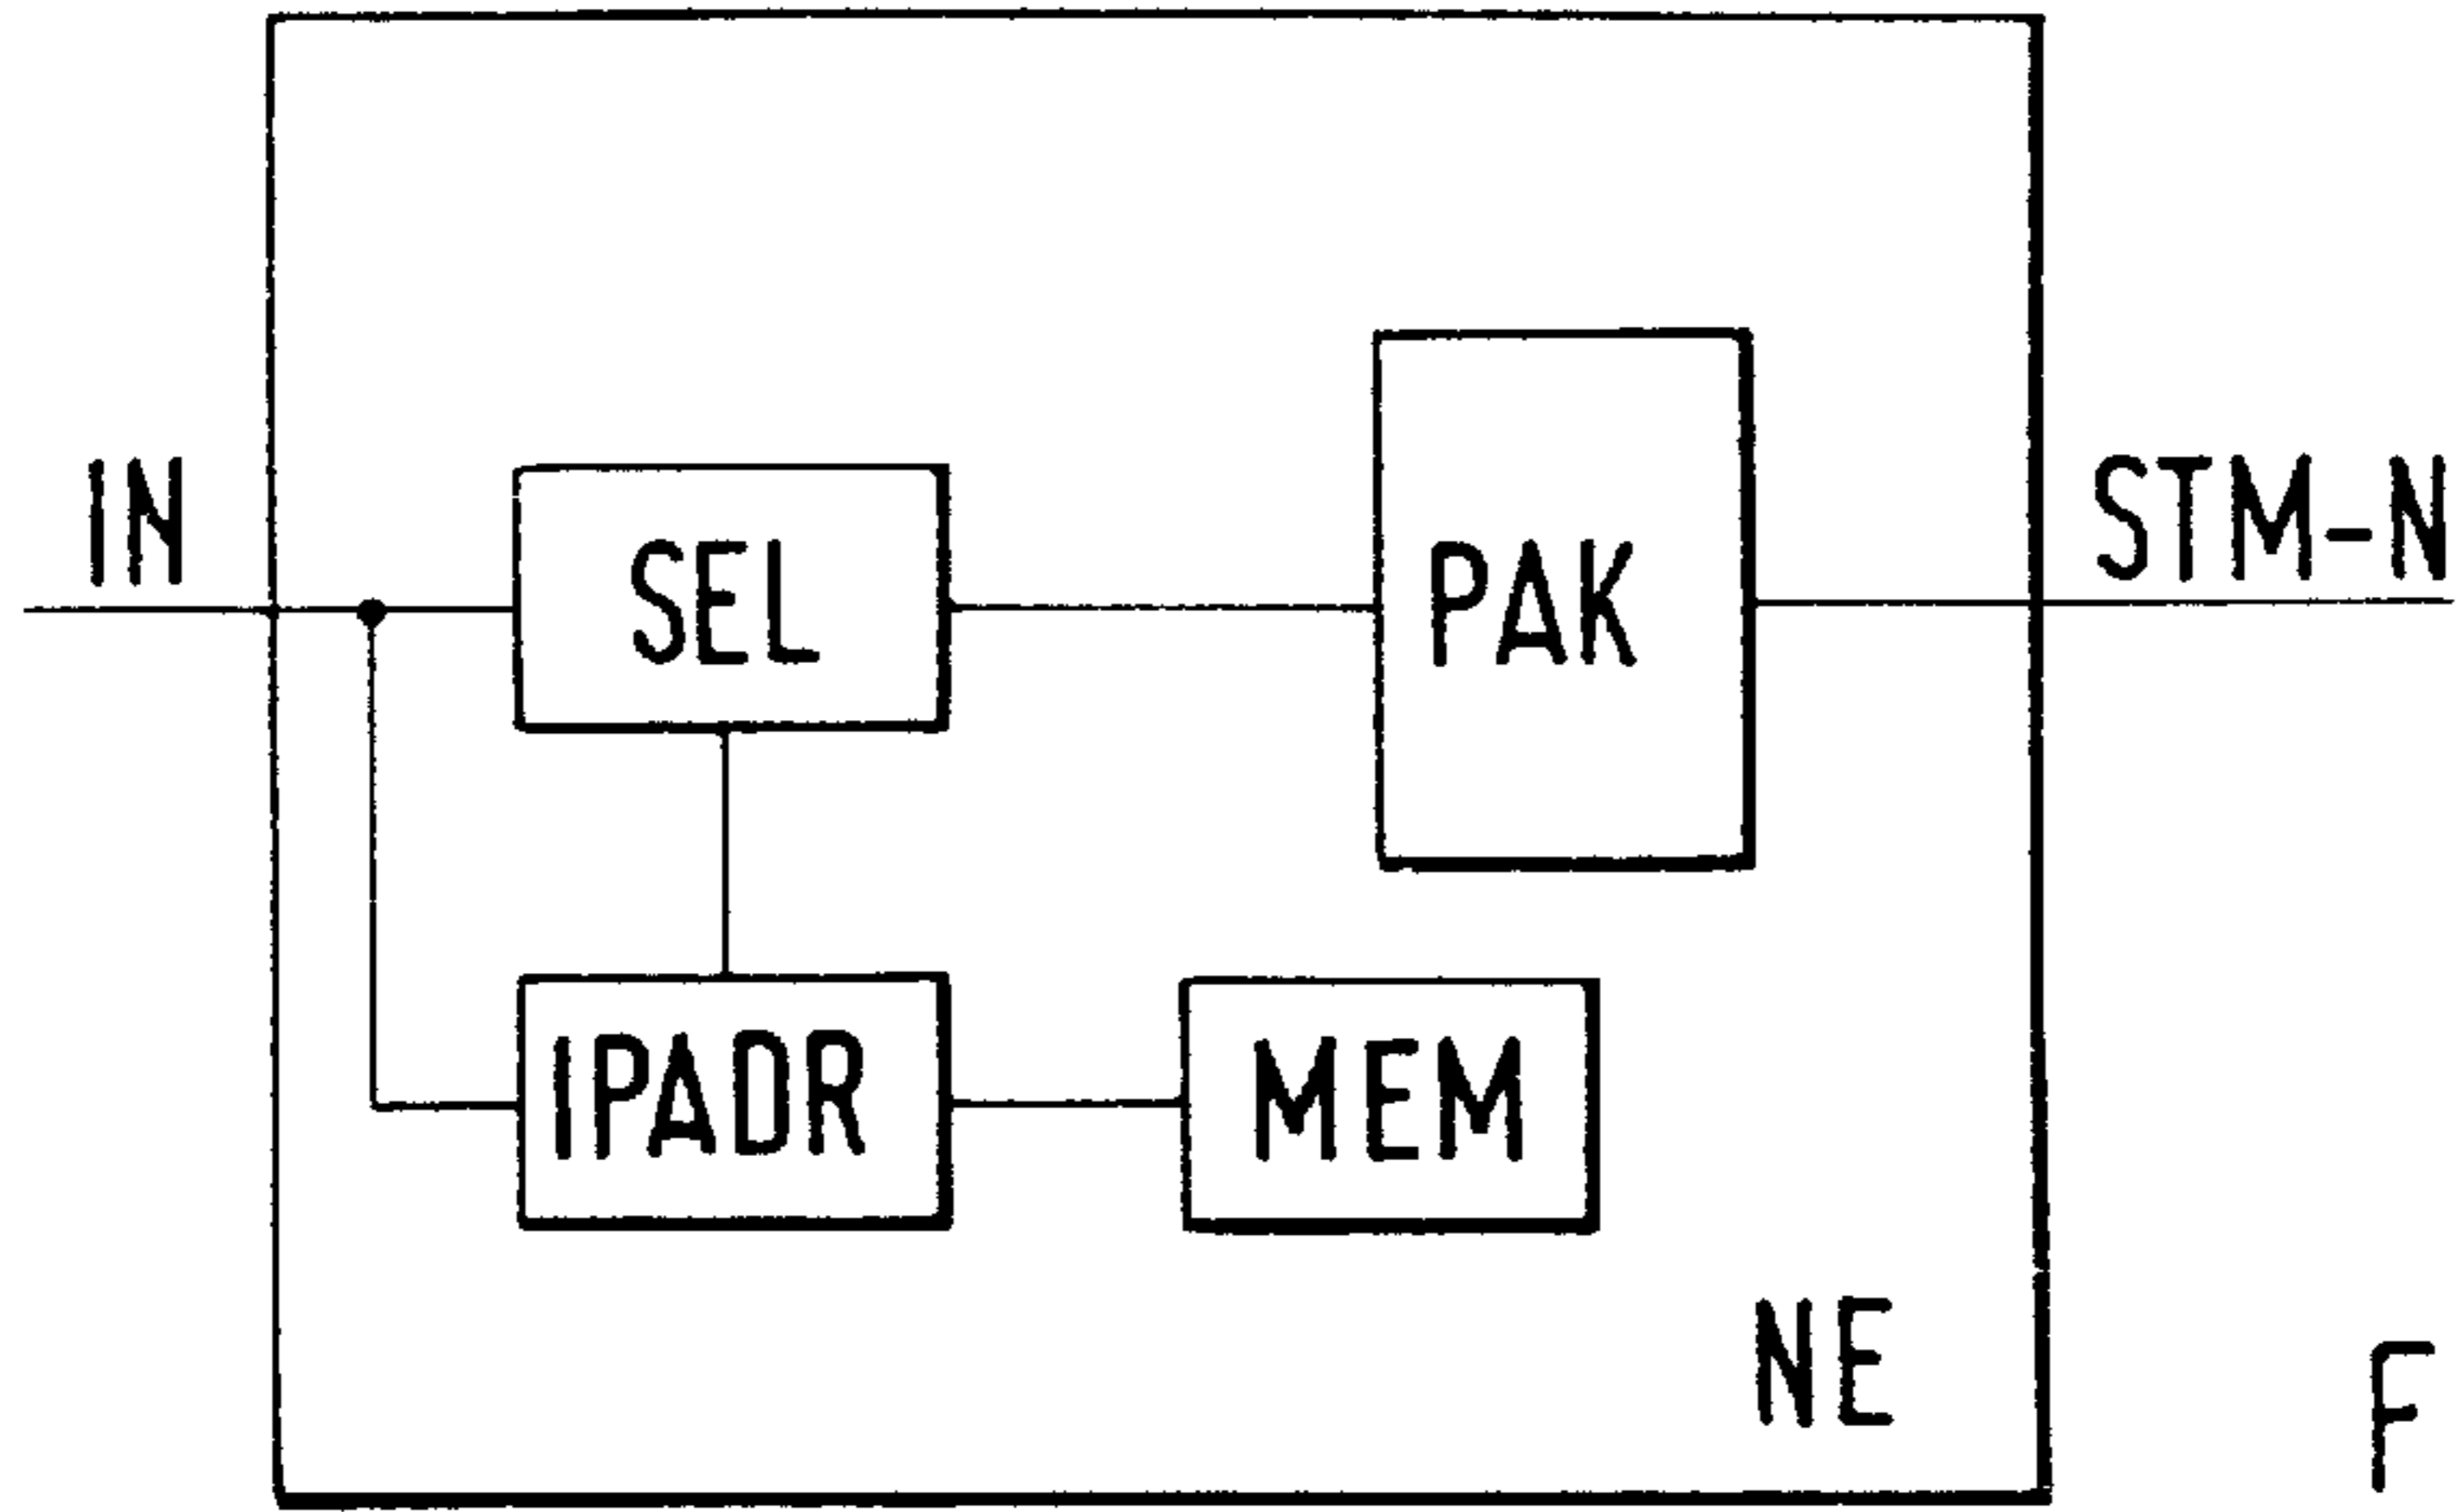 IN
STM-N
SEL
PAK
IPADR
MEM
NE
F